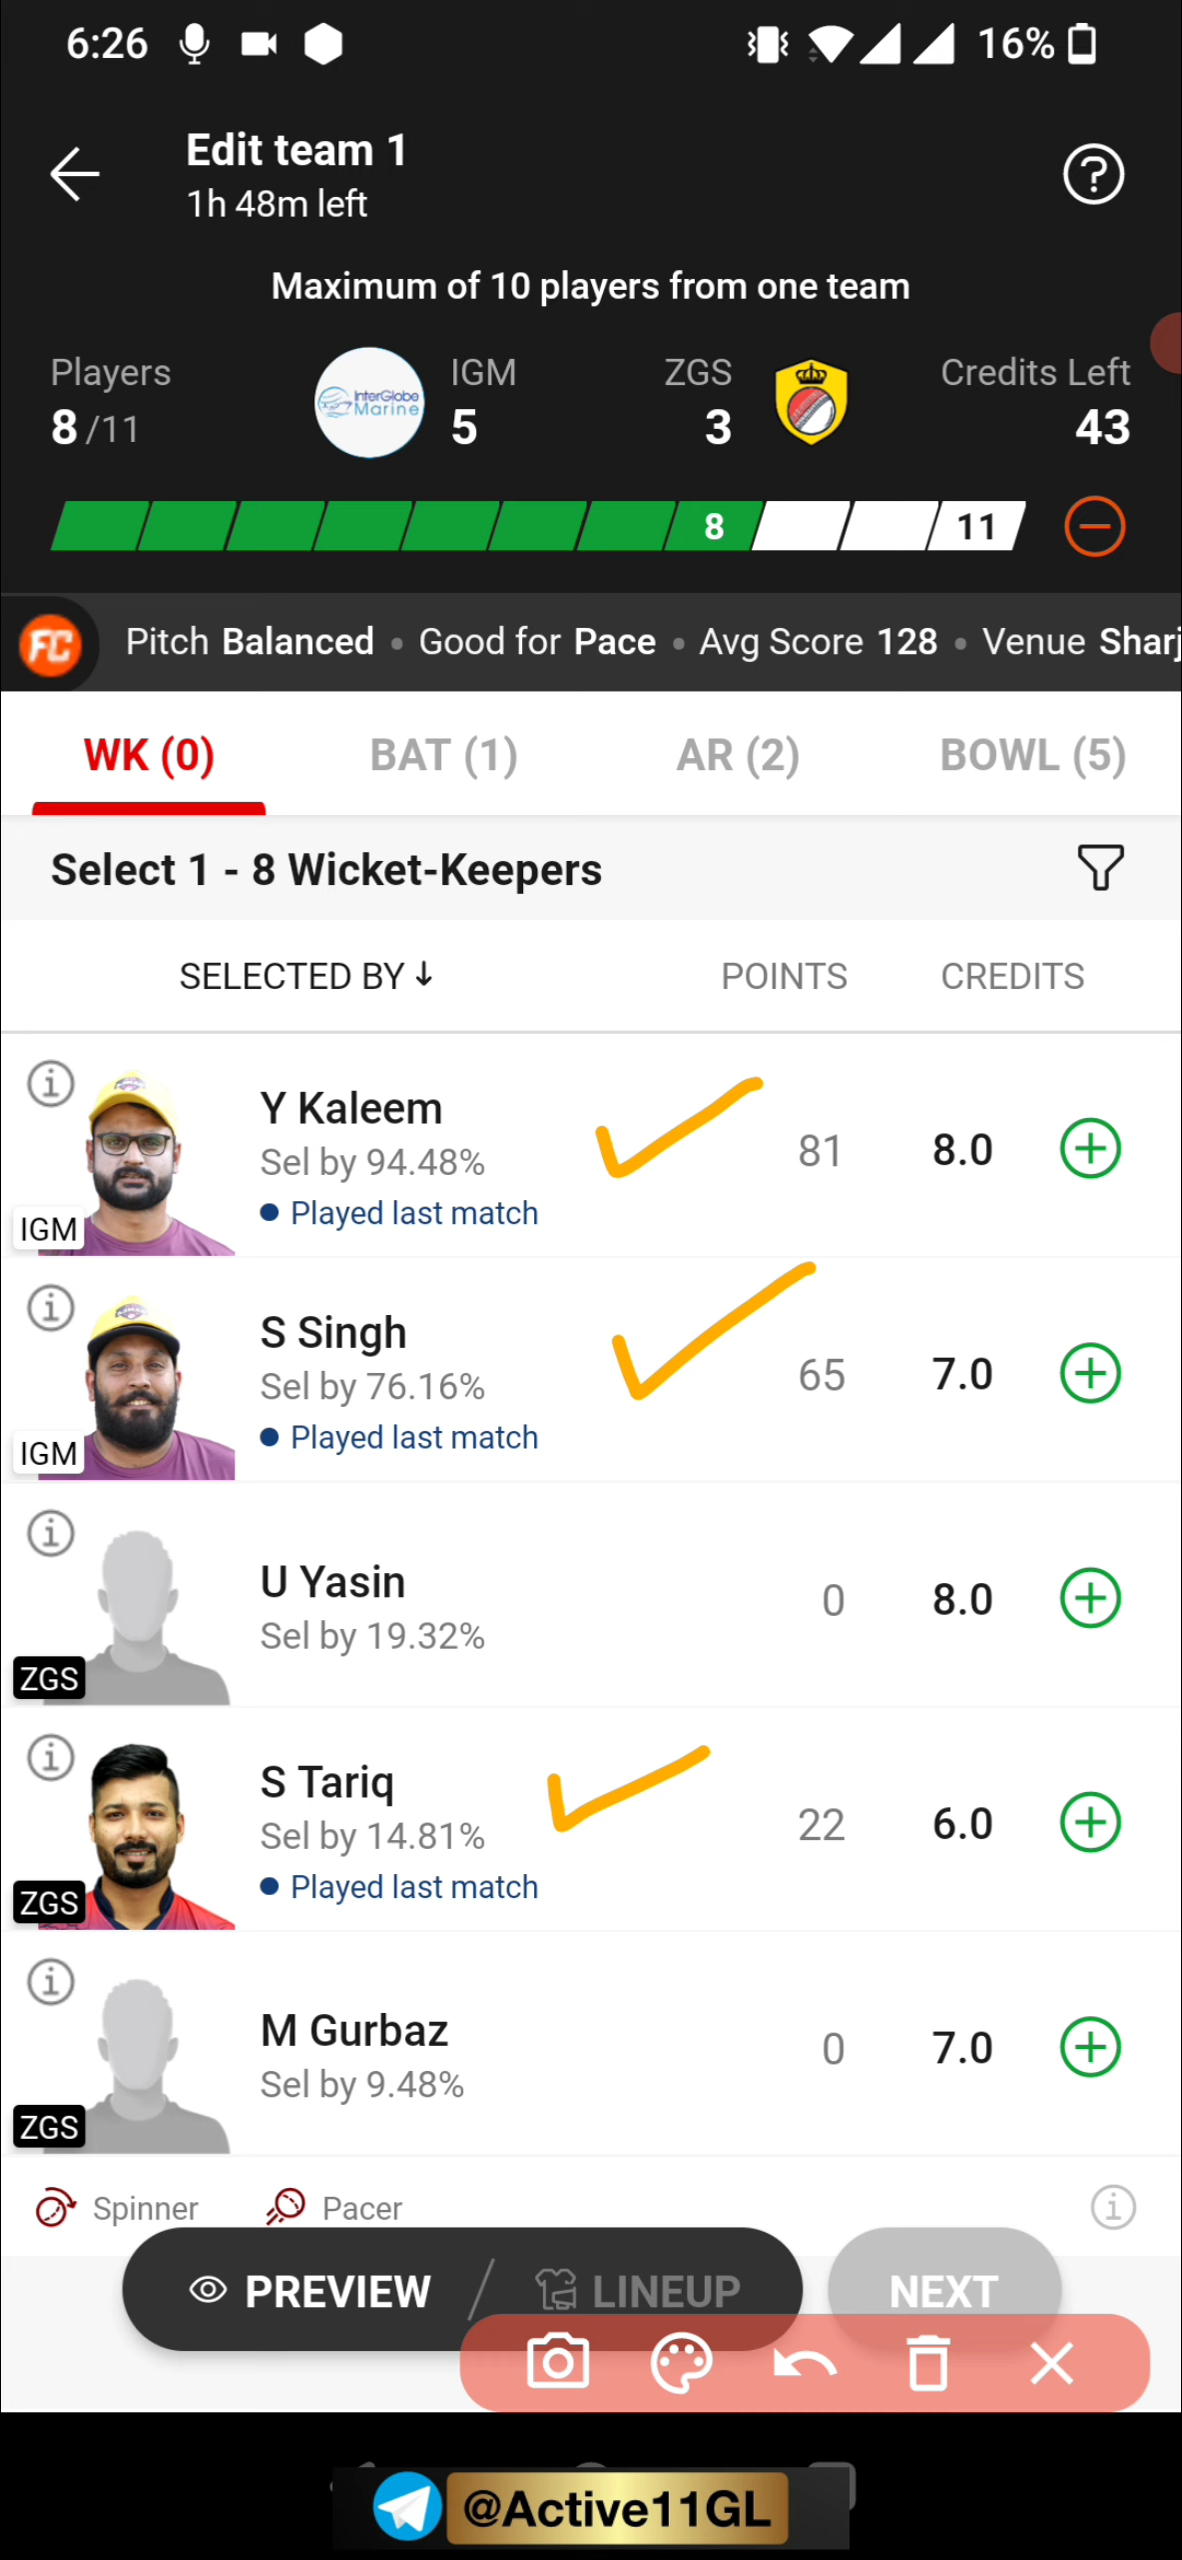 6:26
16%
Edit team 1
1h 48m left
Maximum of 10 players from one team
Players
8/11
InterGlobe
Marine
IGM
5
ZGS
3
Credits Left
43
8
11
FC
Pitch Balanced • Good for Pace • Avg Score 128 • Venue Sharj
WK (0)
BAT (1)
AR (2)
BOWL (5)
Select 1 - 8 Wicket-Keepers
SELECTED BY ↓
POINTS
CREDITS
Y Kaleem
Sel by 94.48%
Played last match
IGM
81
8.0
S Singh
Sel by 76.16%
Played last match
IGM
65
7.0
U Yasin
Sel by 19.32%
ZGS
0
8.0
S Tariq
Sel by 14.81%
Played last match
ZGS
22
6.0
M Gurbaz
Sel by 9.48%
ZGS
0
7.0
Spinner
Pacer
PREVIEW
LINEUP
NEXT
@Active11GL